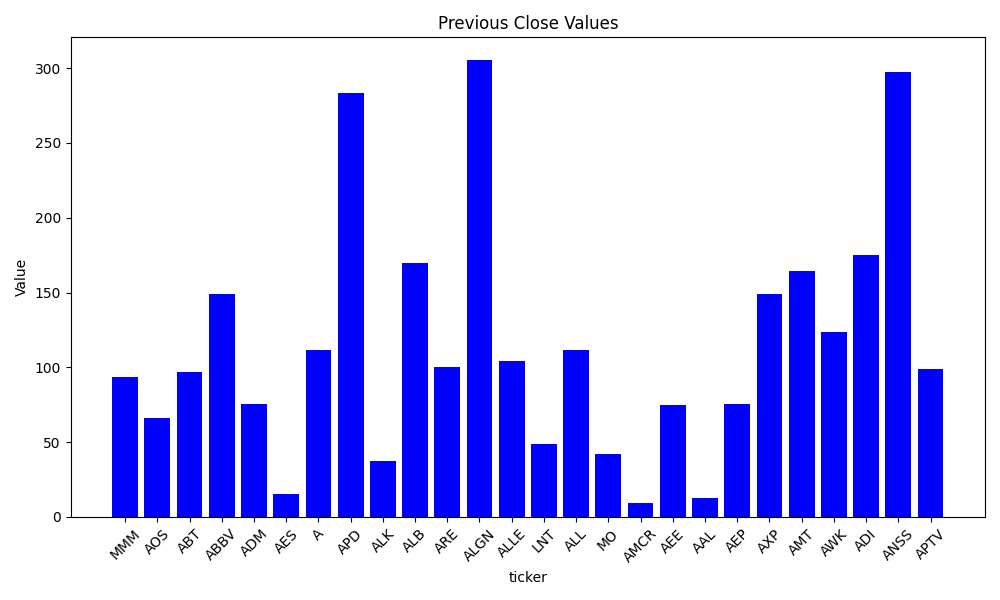 Previous Close Values
Value
300
250
200
150
100
50
0
MMM AOS ABT ABBV ADM AES A APD ALK ALB ARE ALGN ALLE LNT ALL MO AMCR AEE AAL AEP AXP AMT AWK ADI ANSS APTV
ticker